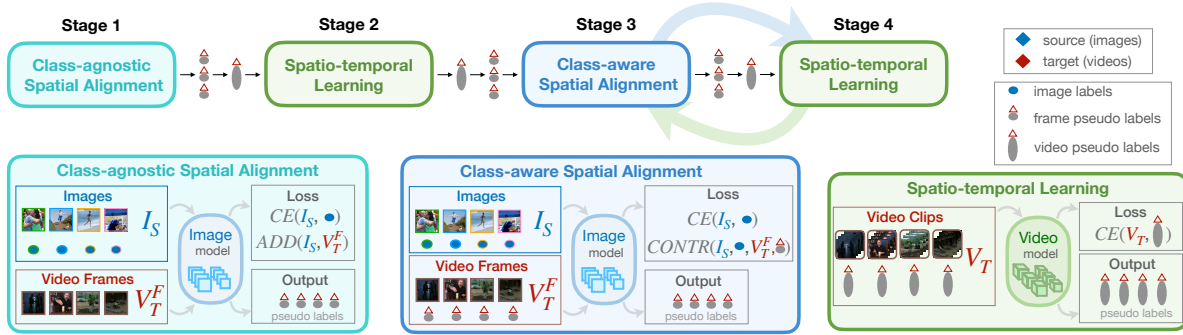 Stage 1
Stage 2
Stage 3
Stage 4
Class-agnostic
Spatial Alignment
Spatio-temporal
Learning
Class-aware
Spatial Alignment
Spatio-temporal
Learning
source (images)
target (videos)
image labels
frame pseudo labels
video pseudo labels
Class-agnostic Spatial Alignment
Images
I_S
Video Frames
V_T^F
Image
model
Loss
CE(I_S, )
ADD(I_S,V_T^F)
Output
pseudo labels
Class-aware Spatial Alignment
Images
I_S
Video Frames
V_T^F
Image
model
Loss
CE(I_S, )
CONTR(I_S, ,V_T^F, )
Output
pseudo labels
Spatio-temporal Learning
Video Clips
V_T
Video
model
Loss
CE(V_T, )
Output
pseudo labels